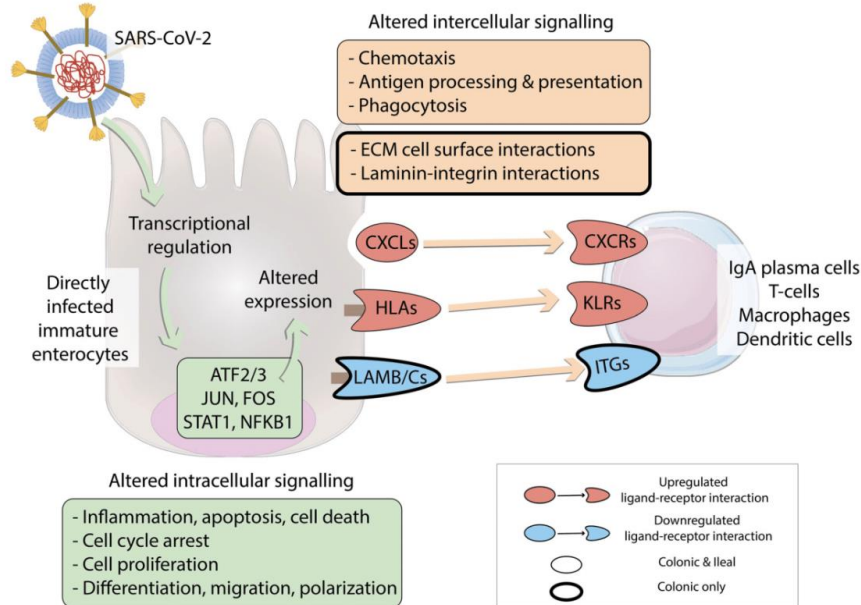 SARS-CoV-2
Altered intercellular signalling
- Chemotaxis
- Antigen processing & presentation
- Phagocytosis
- ECM cell surface interactions
- Laminin-integrin interactions
Transcriptional
regulation
Directly
infected
immature
enterocytes
Altered
expression
ATF2/3
JUN, FOS
STAT1, NFKB1
CXCLs
CXCRs
HLAs
KLRs
LAMB/Cs
ITGs
IgA plasma cells
T-cells
Macrophages
Dendritic cells
Altered intracellular signalling
- Inflammation, apoptosis, cell death
- Cell cycle arrest
- Cell proliferation
- Differentiation, migration, polarization
Upregulated
ligand-receptor interaction
Downregulated
ligand-receptor interaction
Colonic & Ileal
Colonic only